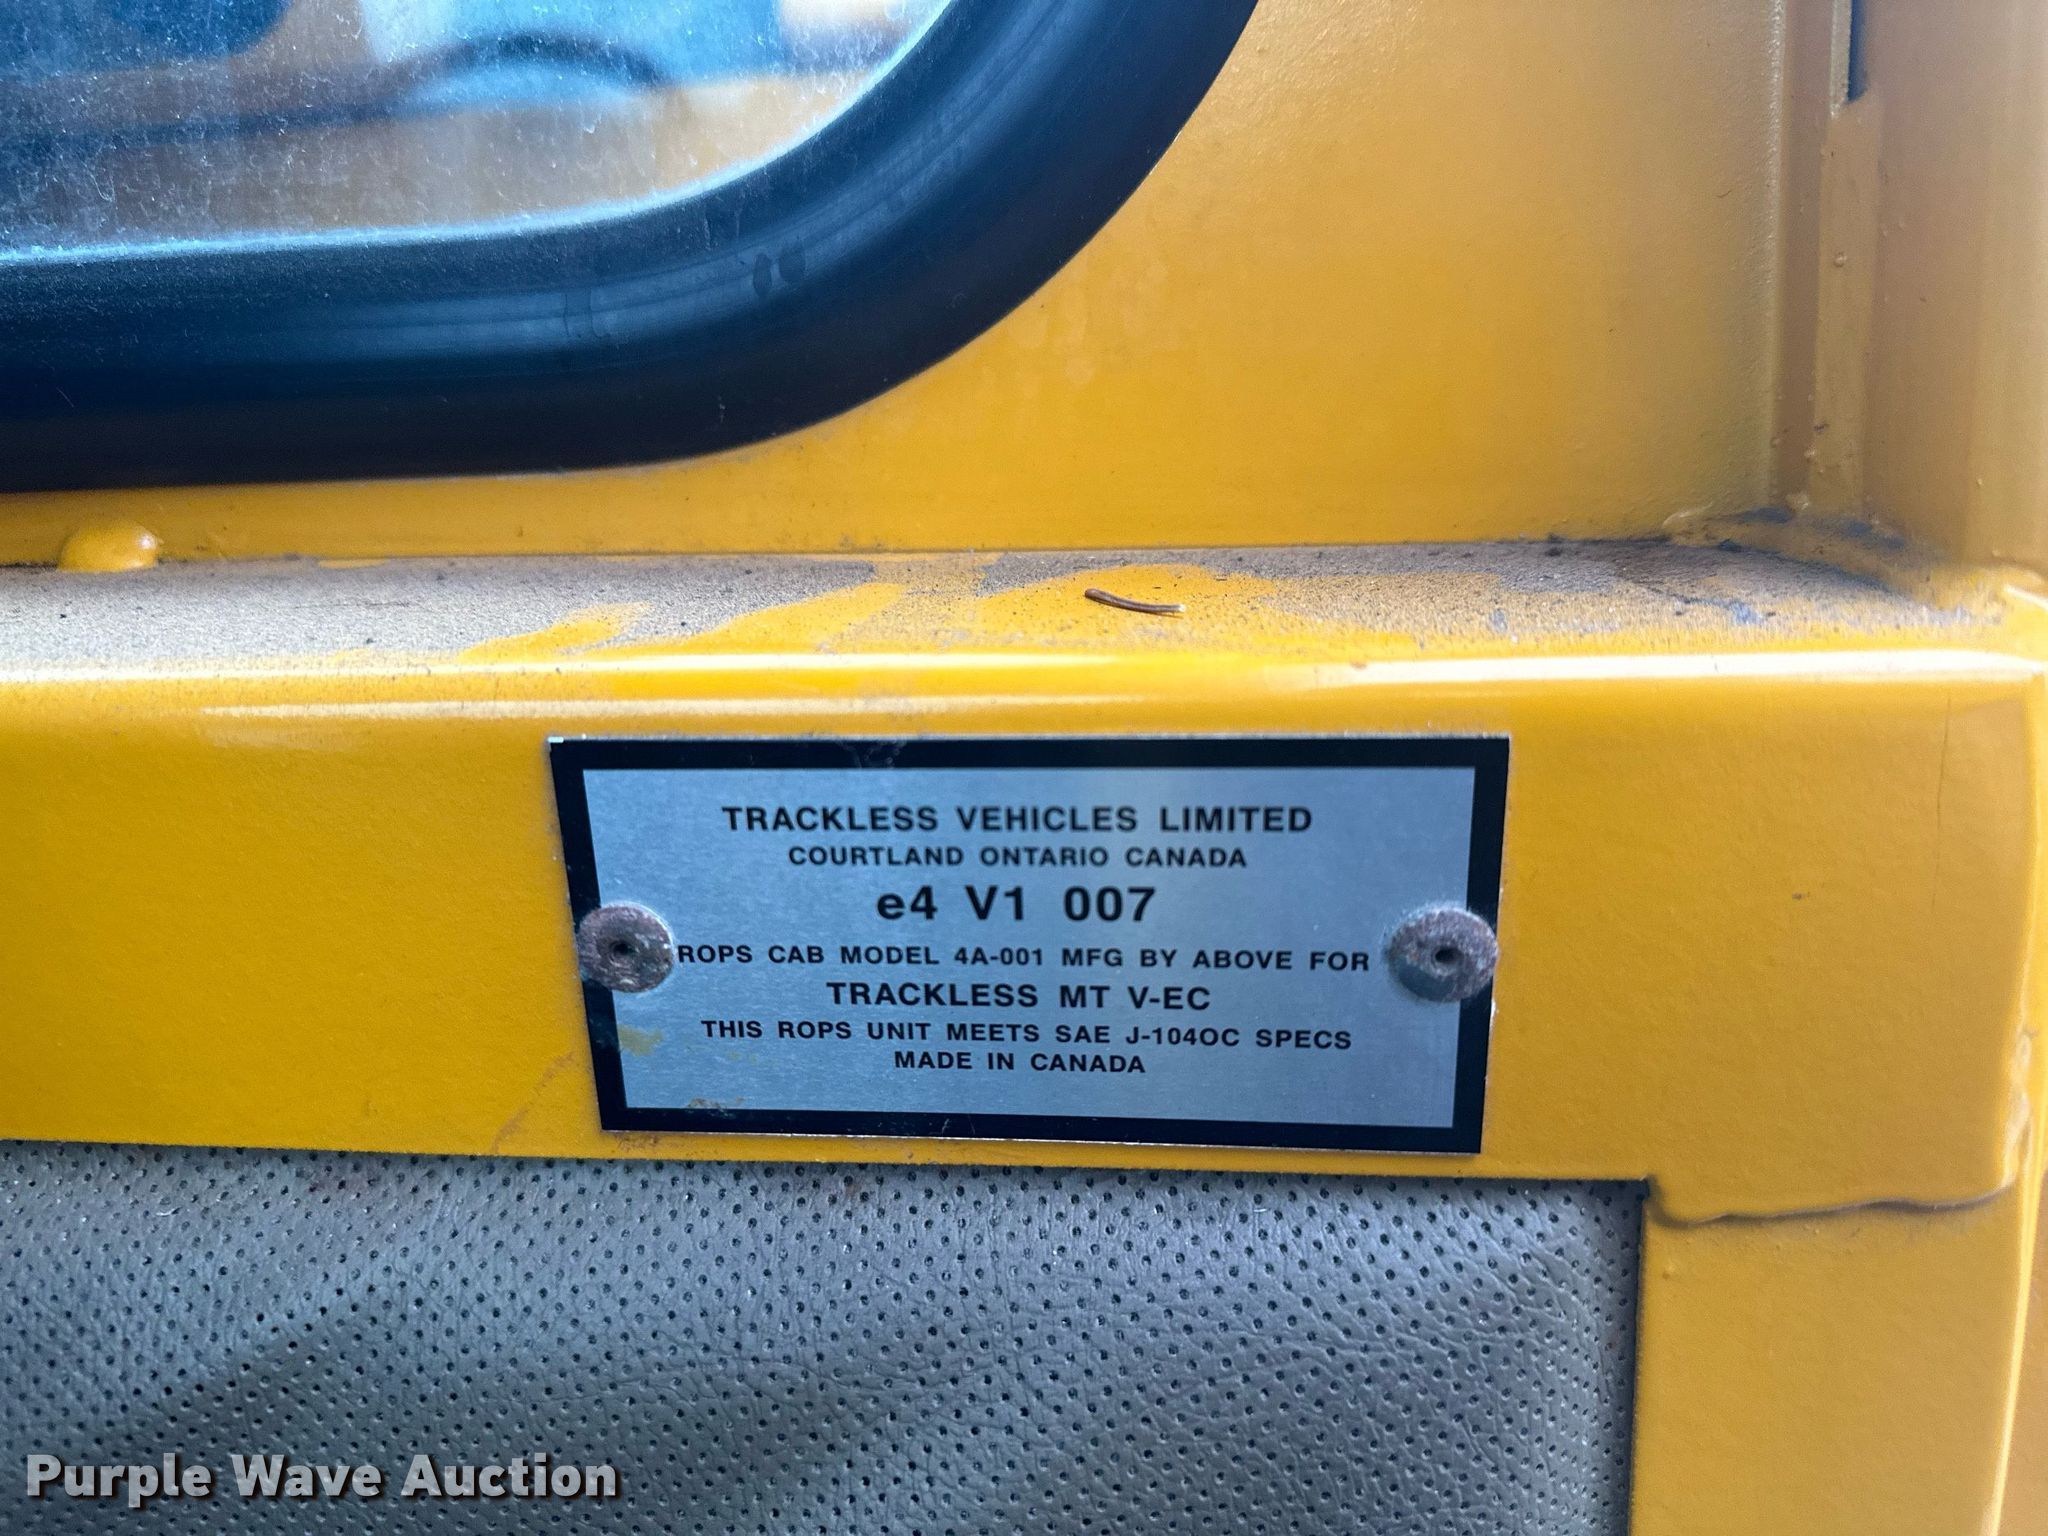 TRACKLESS VEHICLES LIMITED
COURTLAND ONTARIO CANADA
e4 V1 007
ROPS CAB MODEL 4A-001 MFG BY ABOVE FOR
TRACKLESS MT V-EC
THIS ROPS UNIT MEETS SAE J-1040C SPECS
MADE IN CANADA
Purple Wave Auction